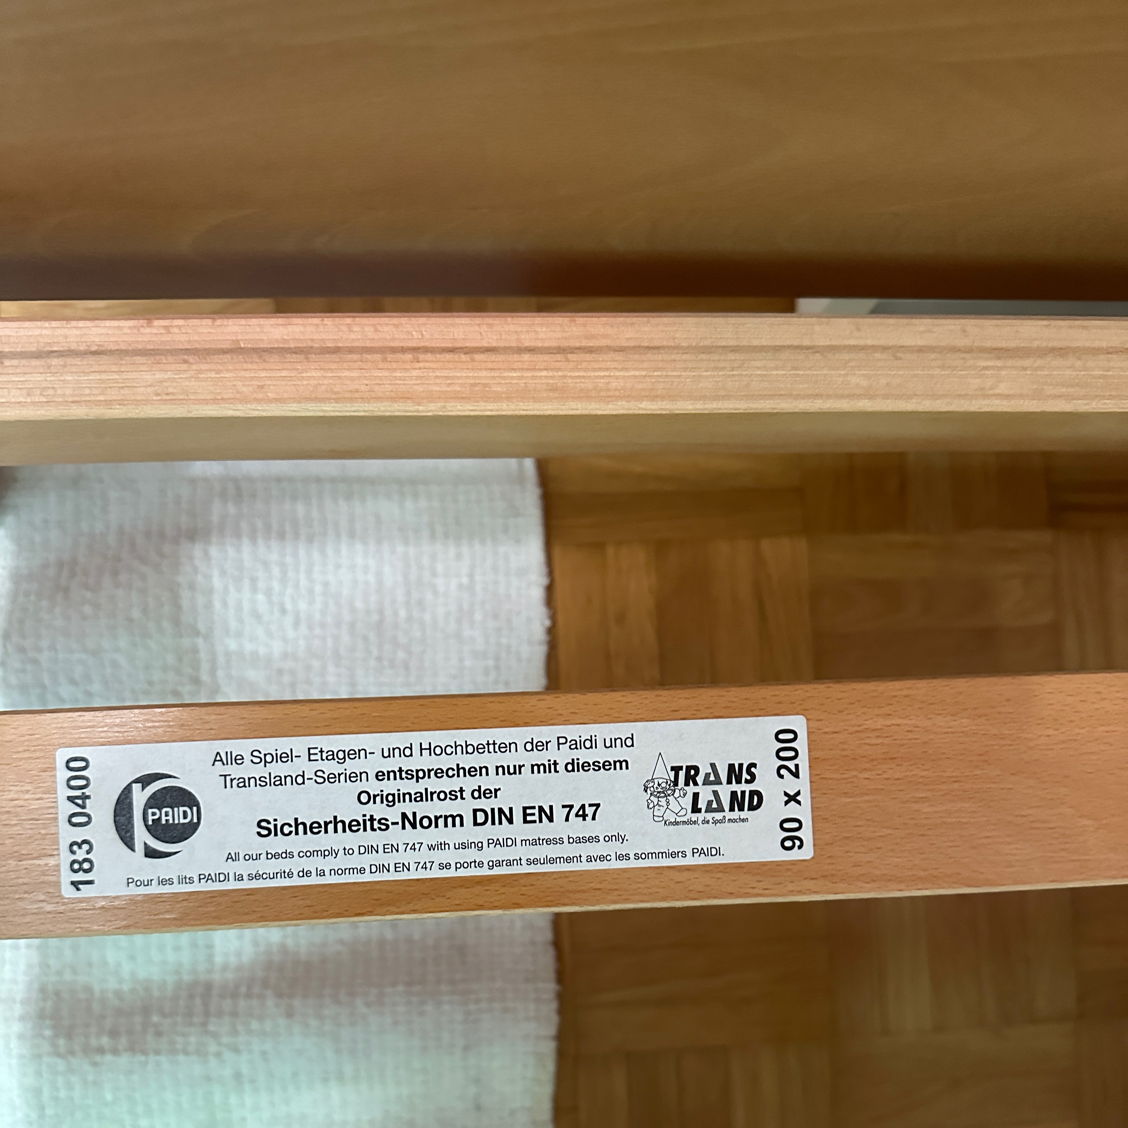 183 0400
PAIDI
Alle Spiel- Etagen- und Hochbetten der Paidi und
Transland-Serien entsprechen nur mit diesem
Originalrost der
Sicherheits-Norm DIN EN 747
All our beds comply to DIN EN 747 with using PAIDI matress bases only.
Pour les lits PAIDI la sécurité de la norme DIN EN 747 se porte garant seulement avec les sommiers PAIDI.
TRANS
LAND
Kindermöbel, die Spaß machen
90 x 200